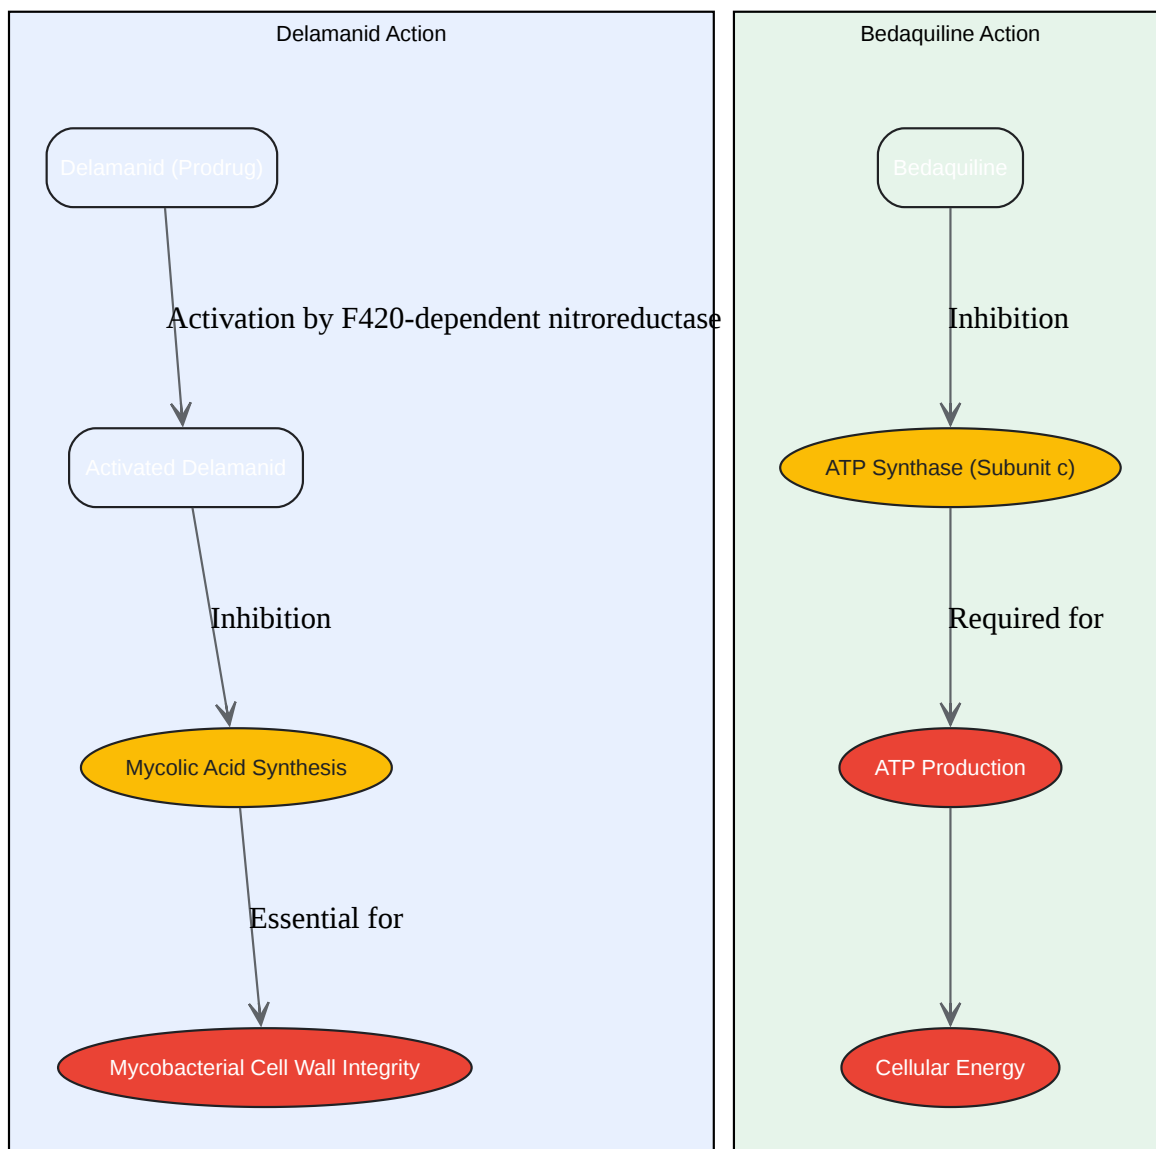 Delamanid Action
Delamanid (Prodrug)
Activation by F420-dependent nitroreductase
Activated Delamanid
Inhibition
Mycolic Acid Synthesis
Essential for
Mycobacterial Cell Wall Integrity
Bedaquiline Action
Bedaquiline
Inhibition
ATP Synthase (Subunit c)
Required for
ATP Production
Cellular Energy